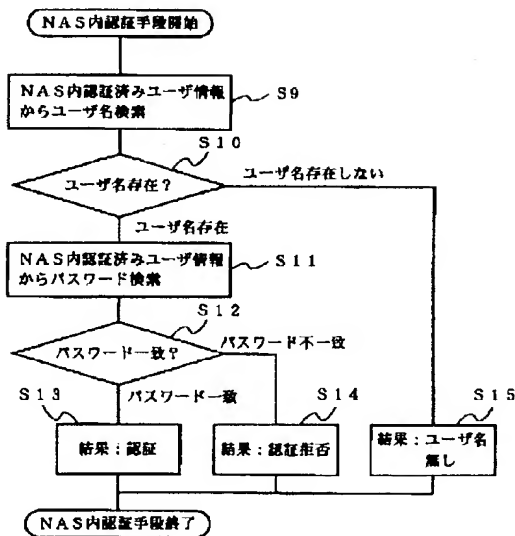 NAS内認証手段開始
NAS内認証済みユーザ情報
からユーザ名検索
S9
S10
ユーザ名存在?
ユーザ名存在しない
ユーザ名存在
NAS内認証済みユーザ情報
からパスワード検索
S11
S12
パスワード一致?
パスワード不一致
パスワード一致
S13
S14
S15
結果:認証
結果:認証拒否
結果:ユーザ名
無し
NAS内認証手段終了